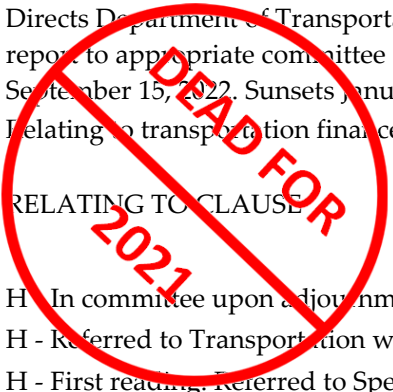 Directs Department of Transporta
report to appropriate committee
September 15, 2022. Sunsets Janu
Relating to transportation finance
RELATING TO CLAUSE
DEAD FOR
2021
H - In committee upon adjournm
H - Referred to Transportation w
H - First reading. Referred to Spe